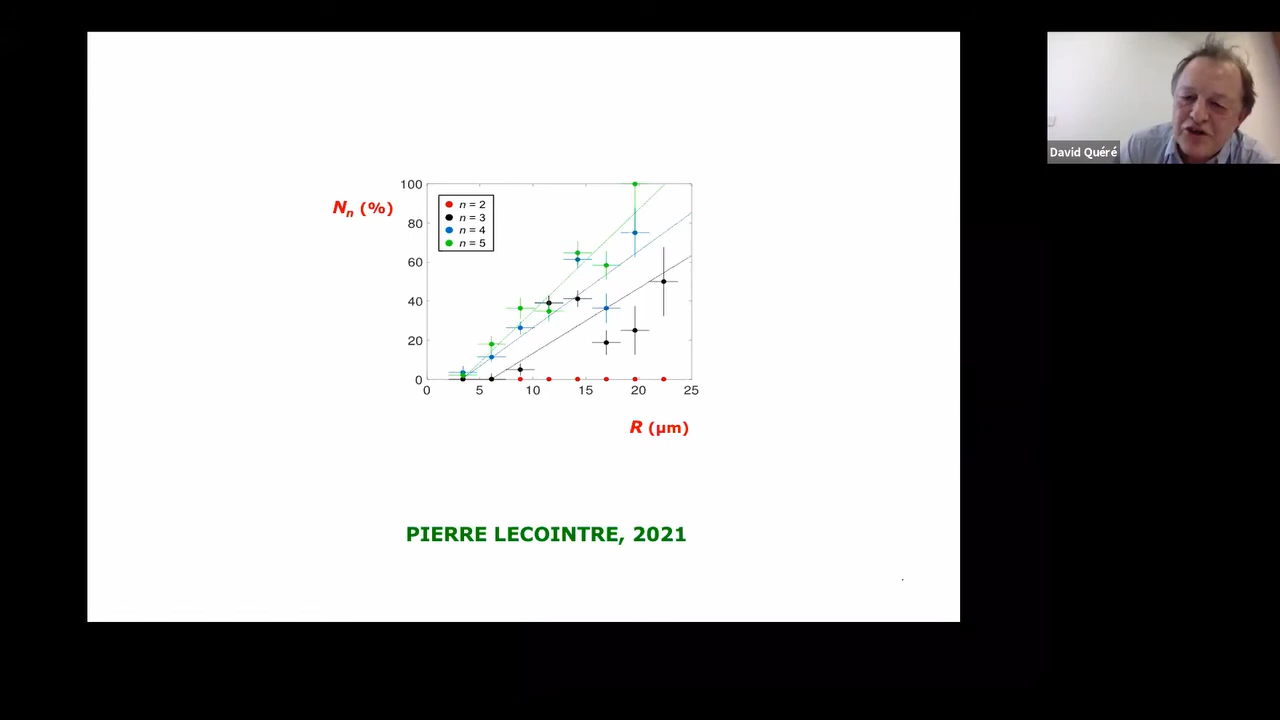 David Quéré
Nn (%)
100
80
60
40
20
0
n = 2
n = 3
n = 4
n = 5
0 5 10 15 20 25
R (μm)
PIERRE LECOINTRE, 2021